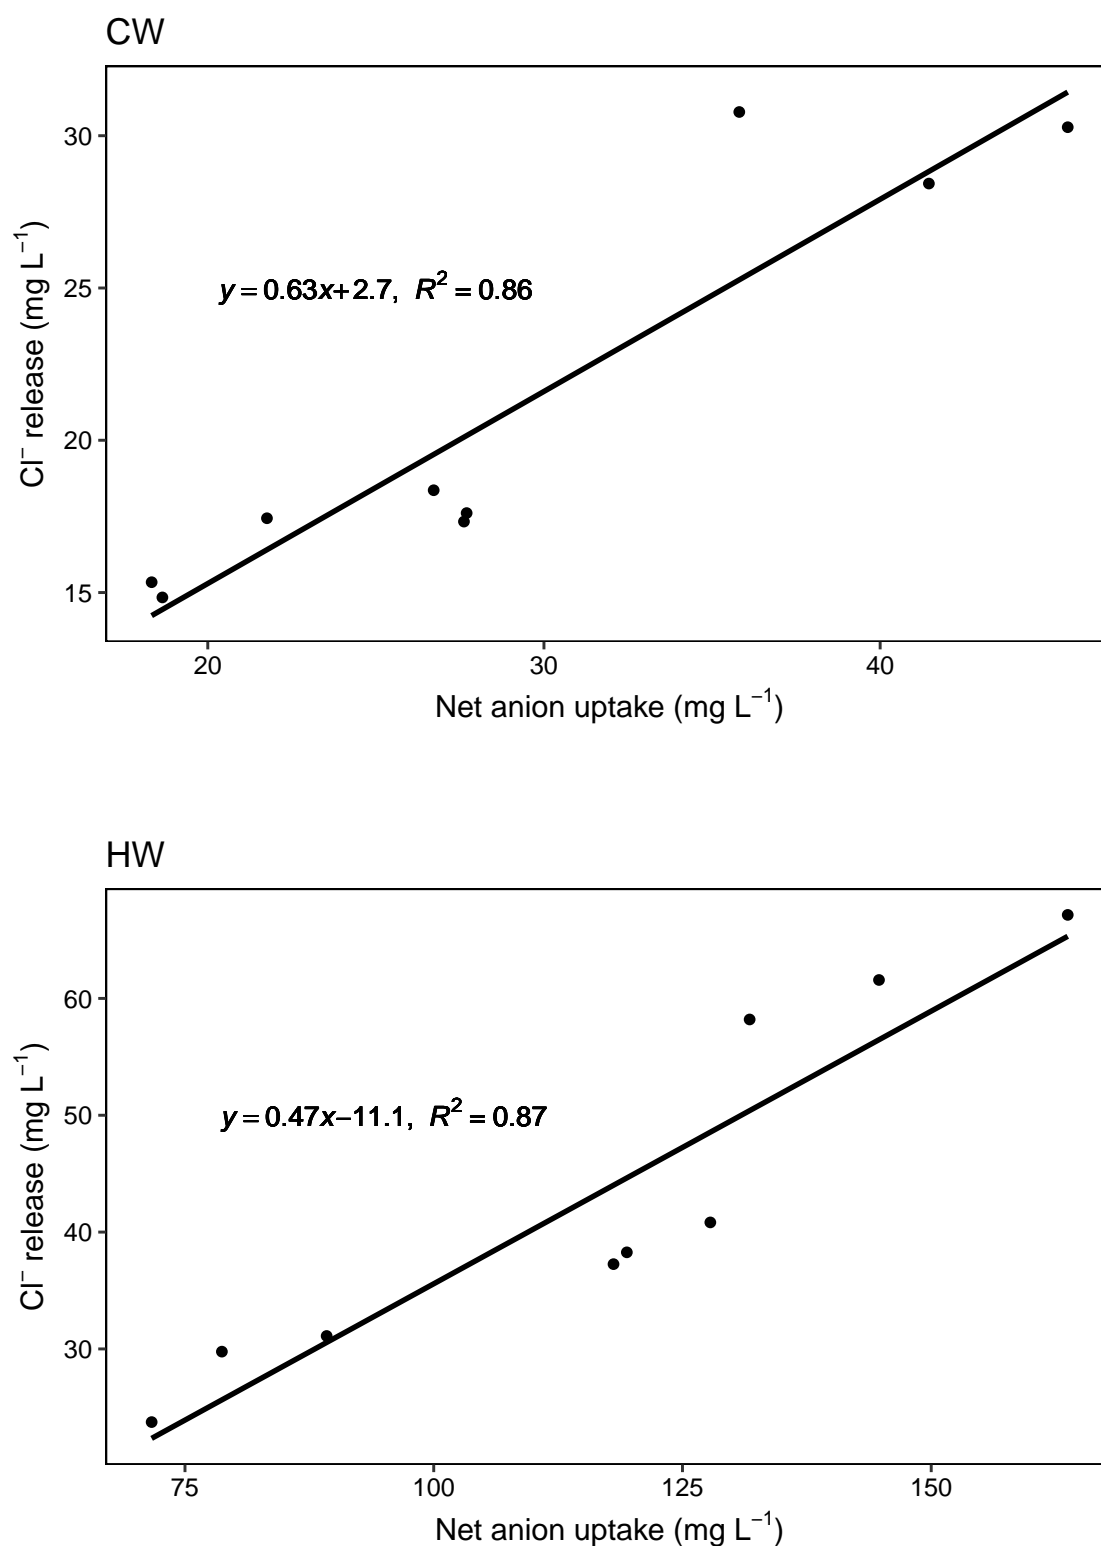 CW
30
25
20
15
Cl⁻ release (mg L⁻¹)
y = 0.63x+2.7, R² = 0.86
20 30 40
Net anion uptake (mg L⁻¹)
HW
60
50
40
30
Cl⁻ release (mg L⁻¹)
y = 0.47x−11.1, R² = 0.87
75 100 125 150
Net anion uptake (mg L⁻¹)